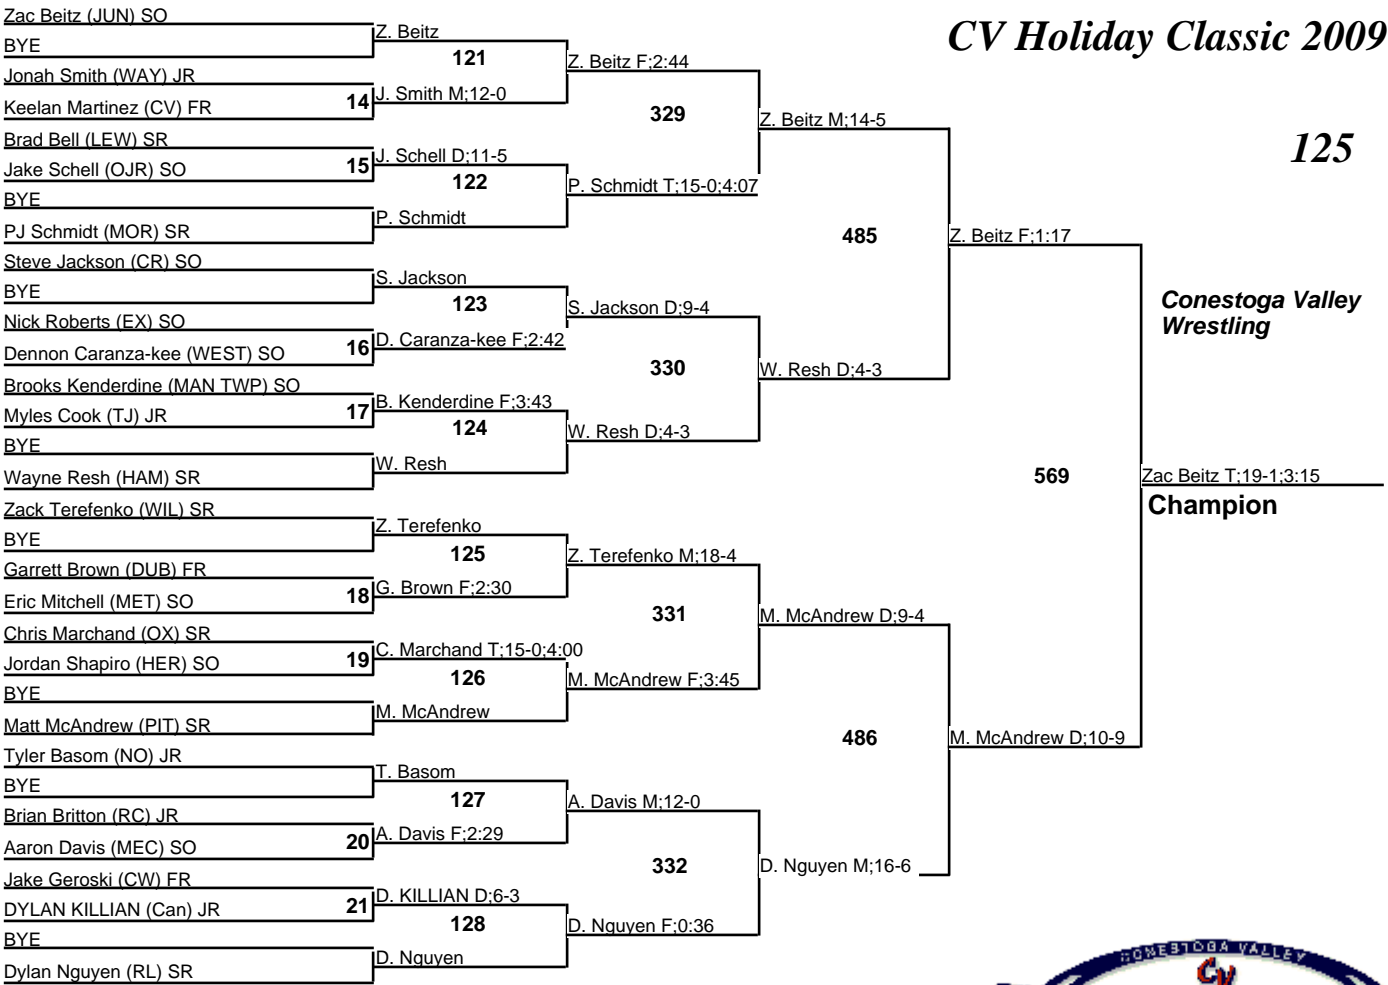 CV Holiday Classic 2009
125
Conestoga Valley
Wrestling
Zac Beitz (JUN) SO
BYE
Jonah Smith (WAY) JR
Keelan Martinez (CV) FR
Brad Bell (LEW) SR
Jake Schell (OJR) SO
BYE
PJ Schmidt (MOR) SR
Steve Jackson (CR) SO
BYE
Nick Roberts (EX) SO
Dennon Caranza-kee (WEST) SO
Brooks Kenderdine (MAN TWP) SO
Myles Cook (TJ) JR
BYE
Wayne Resh (HAM) SR
Zack Terefenko (WIL) SR
BYE
Garrett Brown (DUB) FR
Eric Mitchell (MET) SO
Chris Marchand (OX) SR
Jordan Shapiro (HER) SO
BYE
Matt McAndrew (PIT) SR
Tyler Basom (NO) JR
BYE
Brian Britton (RC) JR
Aaron Davis (MEC) SO
Jake Geroski (CW) FR
DYLAN KILLIAN (Can) JR
BYE
Dylan Nguyen (RL) SR
14
15
16
17
18
19
20
21
Z. Beitz
121
J. Smith M;12-0
J. Schell D;11-5
122
P. Schmidt
S. Jackson
123
D. Caranza-kee F;2:42
B. Kenderdine F;3:43
124
W. Resh
Z. Terefenko
125
G. Brown F;2:30
C. Marchand T;15-0;4:00
126
M. McAndrew
T. Basom
127
A. Davis F;2:29
D. KILLIAN D;6-3
128
D. Nguyen
Z. Beitz F;2:44
329
P. Schmidt T;15-0;4:07
S. Jackson D;9-4
330
W. Resh D;4-3
Z. Terefenko M;18-4
331
M. McAndrew F;3:45
A. Davis M;12-0
332
D. Nguyen F;0:36
Z. Beitz M;14-5
485
W. Resh D;4-3
M. McAndrew D;9-4
486
D. Nguyen M;16-6
Z. Beitz F;1:17
569
M. McAndrew D;10-9
Zac Beitz T;19-1;3:15
Champion
CONESTOGA VALLEY
CV